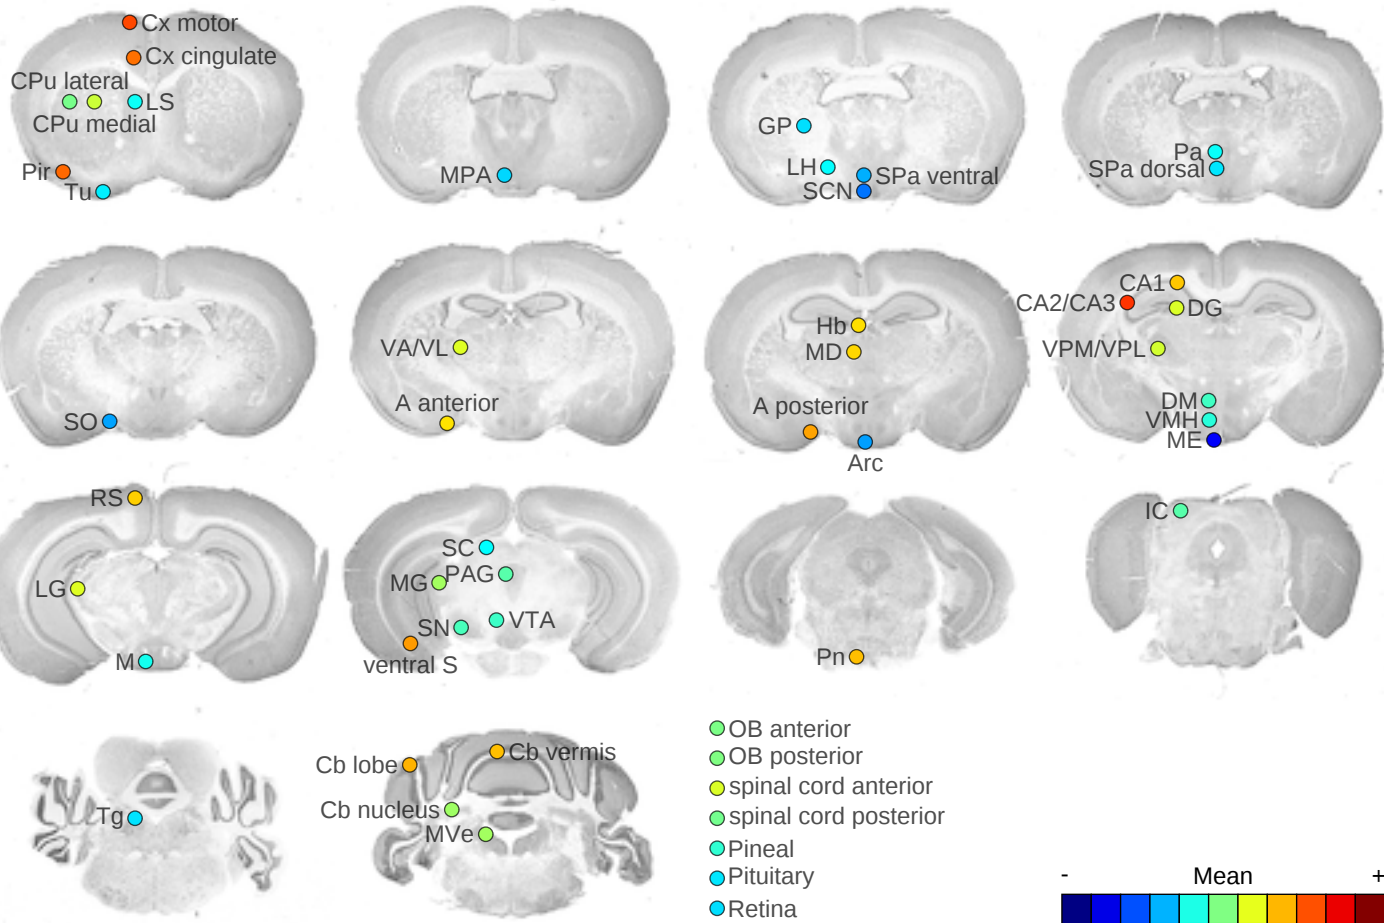 Cx motor
Cx cingulate
CPu lateral
LS
CPu medial
Pir
Tu
MPA
GP
LH
SPa ventral
SCN
Pa
SPa dorsal
SO
VA/VL
A anterior
Hb
MD
A posterior
Arc
CA1
CA2/CA3
DG
VPM/VPL
DM
VMH
ME
RS
LG
M
SC
MG
PAG
SN
VTA
ventral S
Pn
IC
Tg
Cb lobe
Cb vermis
Cb nucleus
MVe
OB anterior
OB posterior
spinal cord anterior
spinal cord posterior
Pineal
Pituitary
Retina
- Mean +